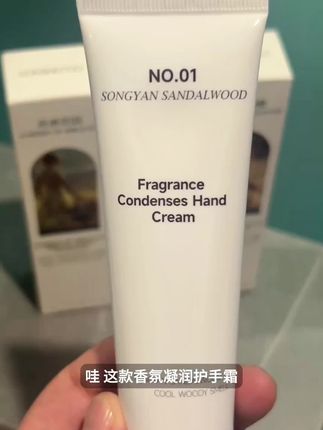 NO.01
SONGYAN SANDALWOOD
Fragrance
Condenses Hand
Cream
哇 这款香氛凝润护手霜
COOL WOODY